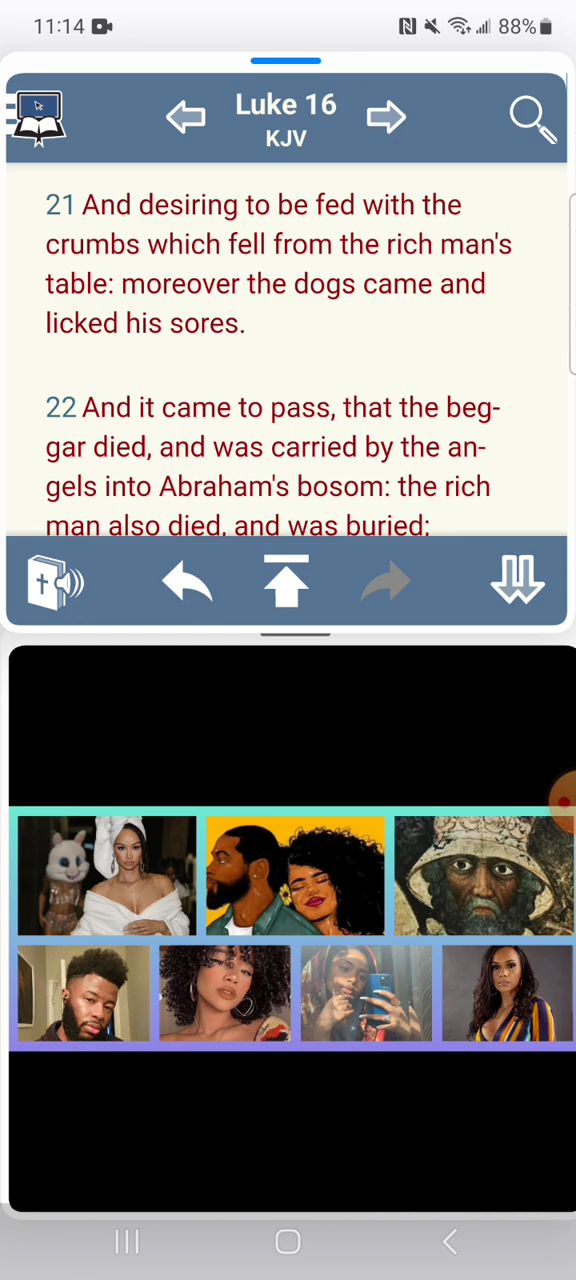 11:14 88%
Luke 16
KJV
21 And desiring to be fed with the
crumbs which fell from the rich man's
table: moreover the dogs came and
licked his sores.
22 And it came to pass, that the beg-
gar died, and was carried by the an-
gels into Abraham's bosom: the rich
man also died, and was buried;